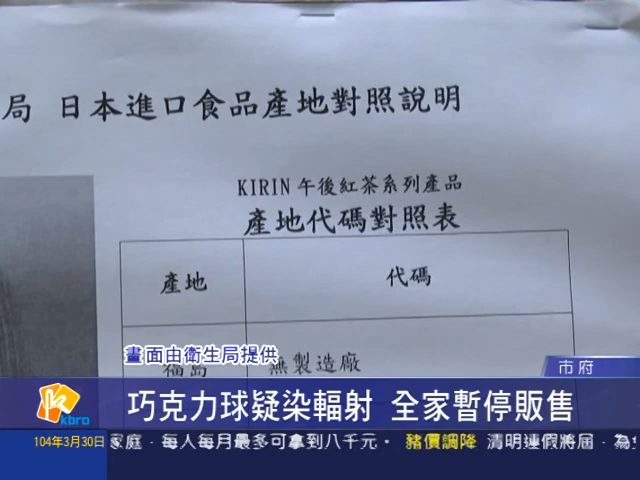 局 日本進口食品產地對照說明
KIRIN 午後紅茶系列產品
產地代碼對照表
產地 代碼
福島 無製造廠
畫面由衛生局提供
市府
kbro
巧克力球疑染輻射 全家暫停販售
104年3月30日 家庭．每人每月最多可拿到八千元。 豬價調降 清明連假將屆．為